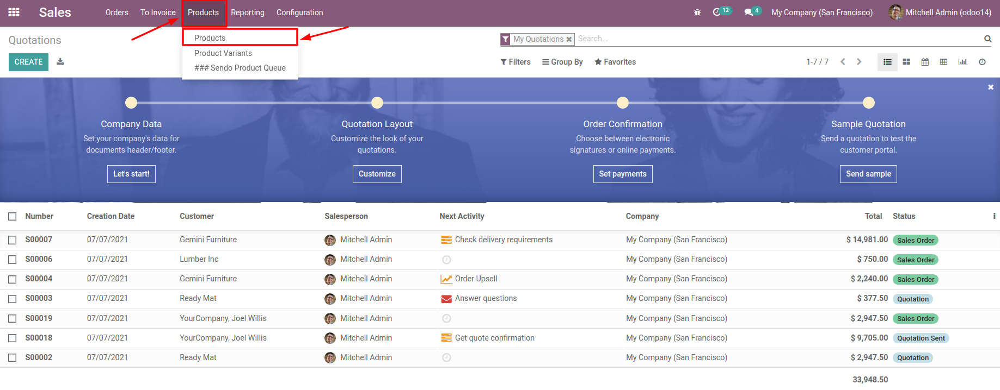 Sales Orders To Invoice Products Reporting Configuration 12 4 My Company (San Francisco) Mitchell Admin (odoo14)
Products
Product Variants
### Sendo Product Queue
Quotations
My Quotations Search...
CREATE Filters Group By Favorites 1-7 / 7
Company Data
Set your company's data for
documents header/footer.
Let's start!
Quotation Layout
Customize the look of your
quotations.
Customize
Order Confirmation
Choose between electronic
signatures or online payments.
Set payments
Sample Quotation
Send a quotation to test the
customer portal.
Send sample
Number Creation Date Customer Salesperson Next Activity Company Total Status
S00007 07/07/2021 Gemini Furniture Mitchell Admin Check delivery requirements My Company (San Francisco) $ 14,981.00 Sales Order
S00006 07/07/2021 Lumber Inc Mitchell Admin My Company (San Francisco) $ 750.00 Sales Order
S00004 07/07/2021 Gemini Furniture Mitchell Admin Order Upsell My Company (San Francisco) $ 2,240.00 Sales Order
S00003 07/07/2021 Ready Mat Mitchell Admin Answer questions My Company (San Francisco) $ 377.50 Quotation
S00019 07/07/2021 YourCompany, Joel Willis Mitchell Admin My Company (San Francisco) $ 2,947.50 Sales Order
S00018 07/07/2021 YourCompany, Joel Willis Mitchell Admin Get quote confirmation My Company (San Francisco) $ 9,705.00 Quotation Sent
S00002 07/07/2021 Ready Mat Mitchell Admin My Company (San Francisco) $ 2,947.50 Quotation
33,948.50